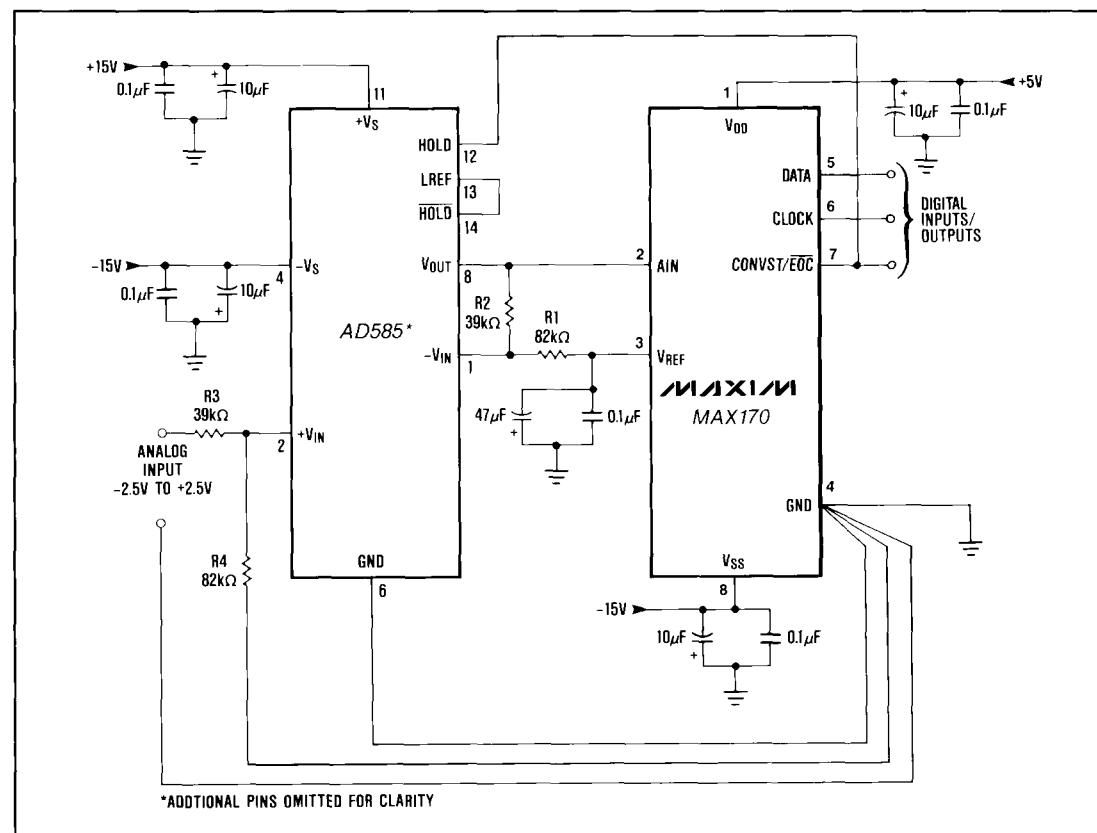 +15V
0.1µF
+
10µF
11
+VS
HOLD
12
LREF
13
HOLD
14
-15V
4
-VS
0.1µF
10µF
+
VOUT
8
AD585*
R2
39kΩ
R1
82kΩ
-VIN
1
47µF
+
0.1µF
R3
39kΩ
+VIN
2
ANALOG
INPUT
-2.5V TO +2.5V
R4
82kΩ
GND
6
1
VDD
+5V
+
10µF
0.1µF
DATA
5
CLOCK
6
CONVST/EOC
7
DIGITAL
INPUTS/
OUTPUTS
2
AIN
3
VREF
MAXIM
MAX170
4
GND
VSS
8
-15V
10µF
+
0.1µF
*ADDTIONAL PINS OMITTED FOR CLARITY